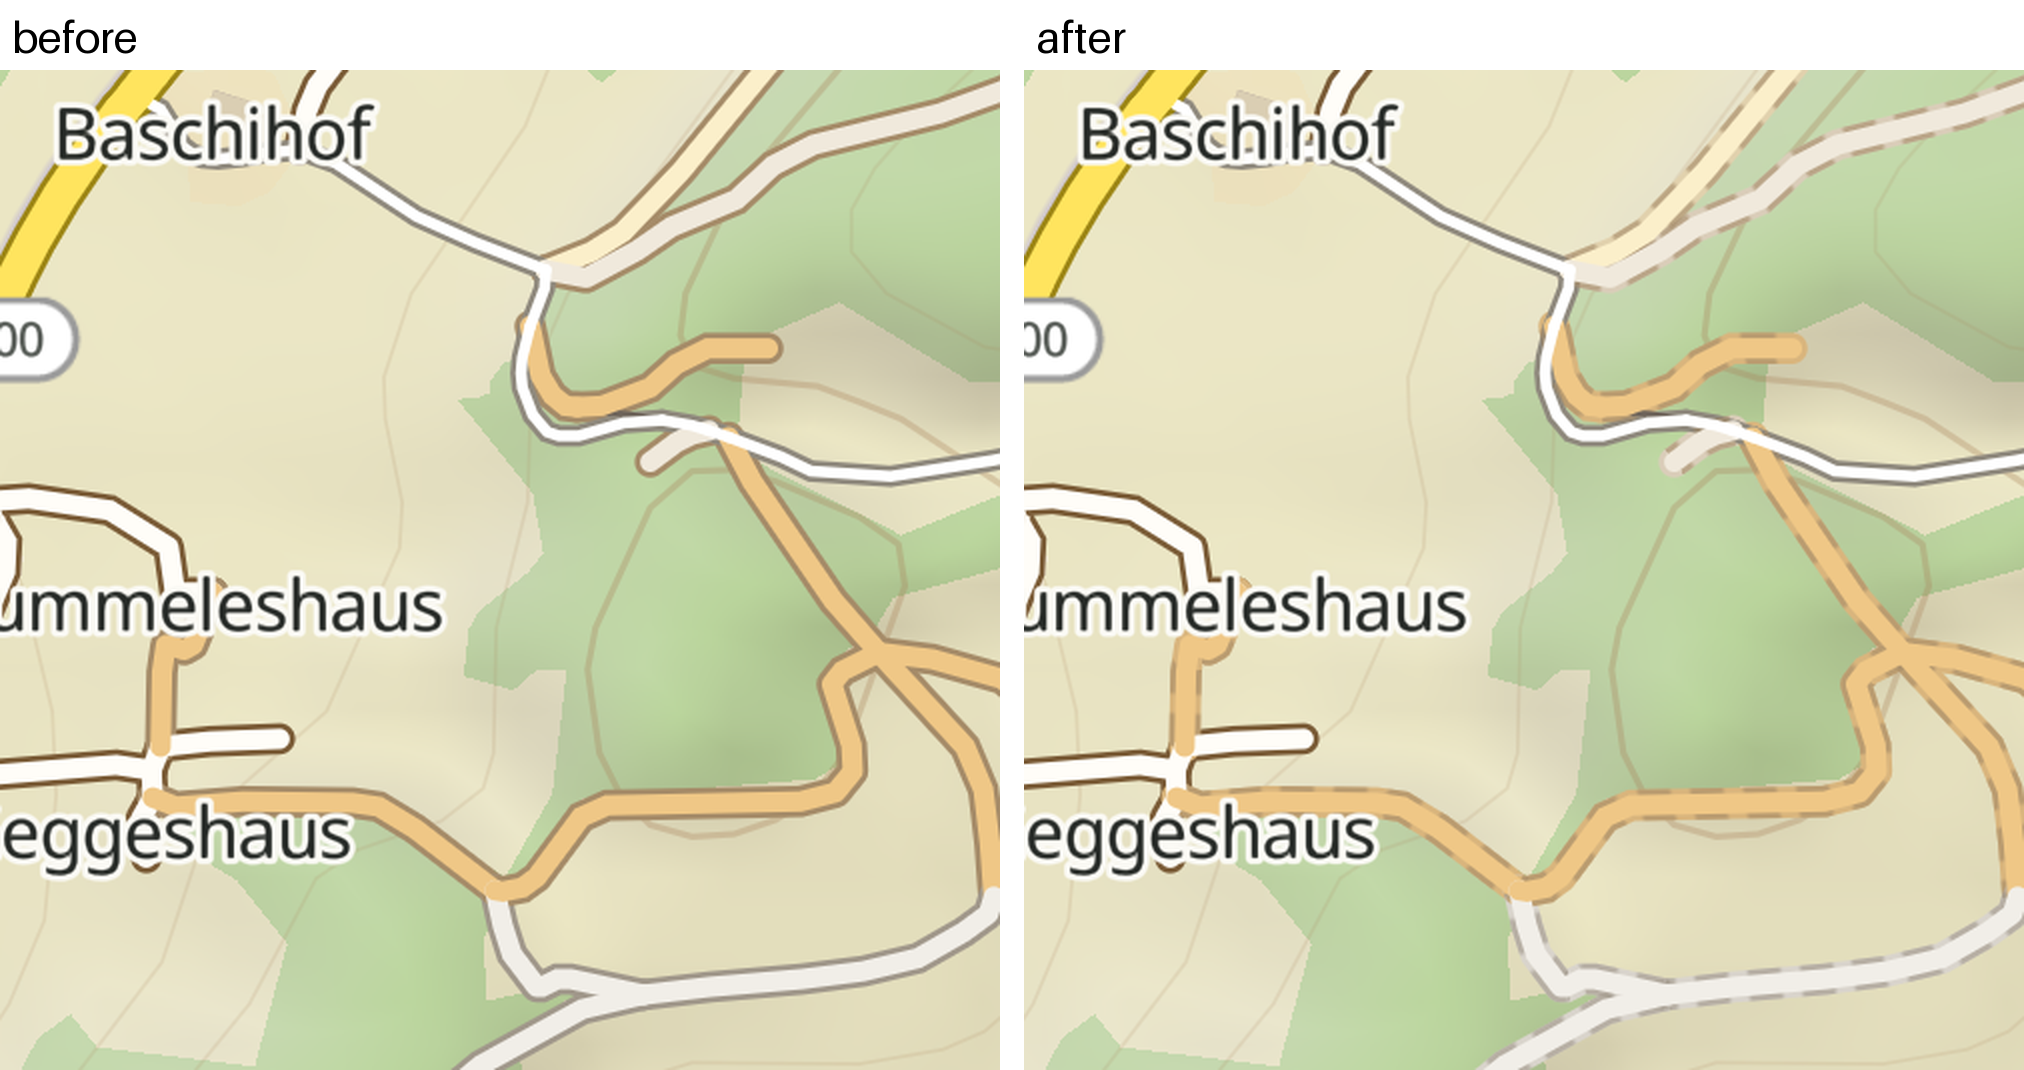 before
after
Baschihof
Baschihof
00
00
ummeleshaus
ummeleshaus
eggeshaus
eggeshaus